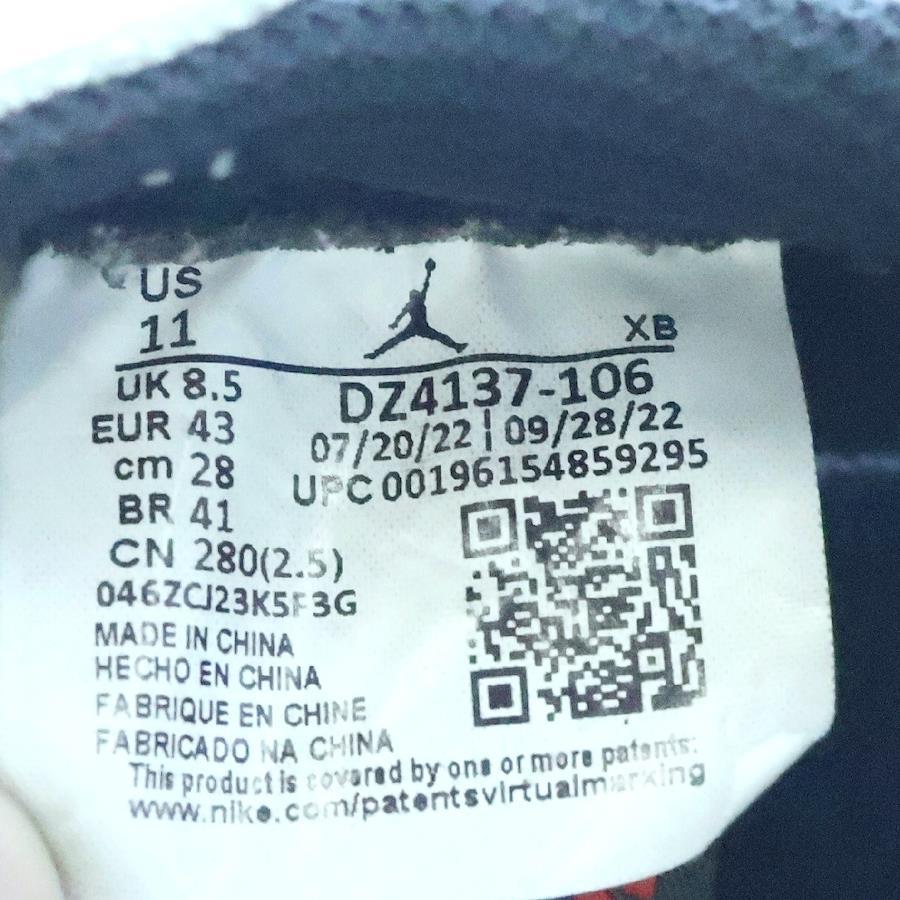 US
11
XB
UK 8.5
EUR 43
cm 28
BR 41
CN 280(2.5)
DZ4137-106
07/20/22 | 09/28/22
UPC 00196154859295
046ZCJ23K5F3G
MADE IN CHINA
HECHO EN CHINA
FABRIQUE EN CHINE
FABRICADO NA CHINA
This product is covered by one or more patents:
www.nike.com/patentsvirtualmarking